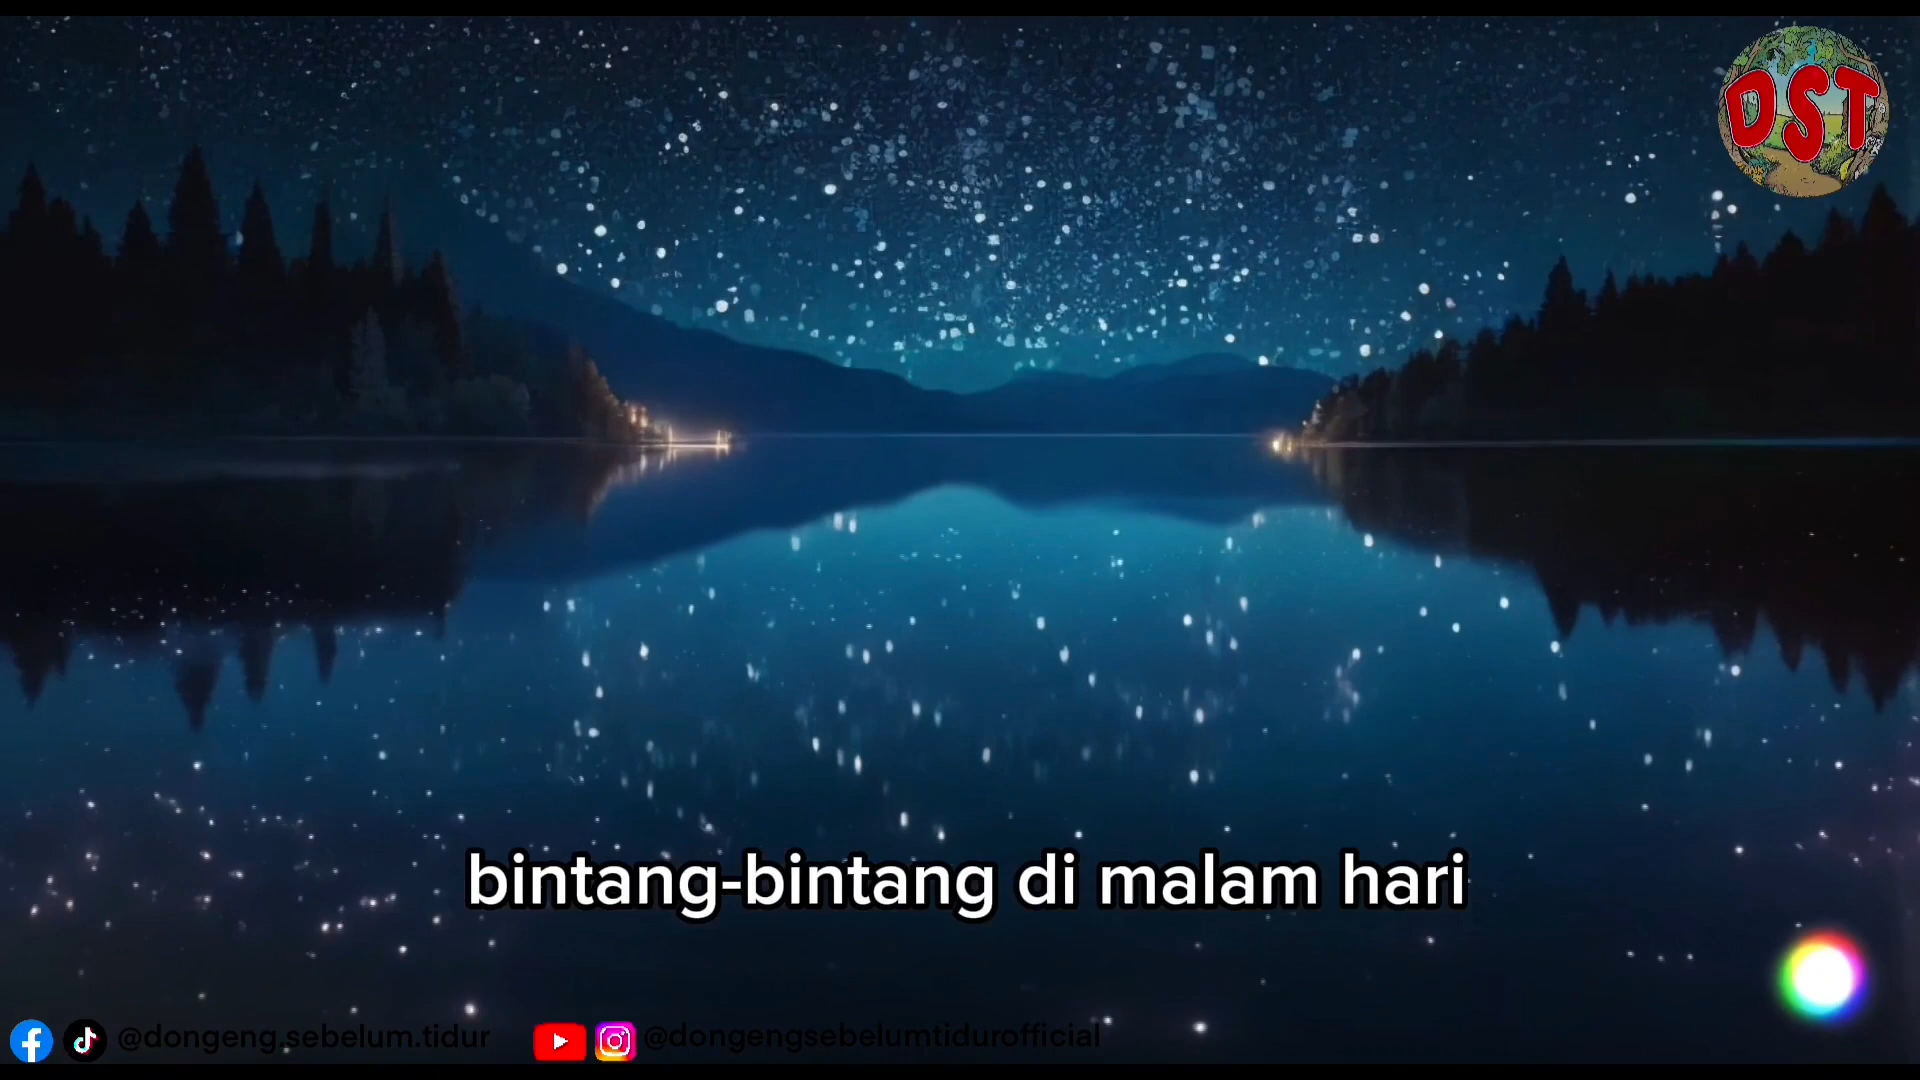 DST
bintang-bintang di malam hari
@dongeng.sebelum.tidur
@dongengsebelumtidurofficial